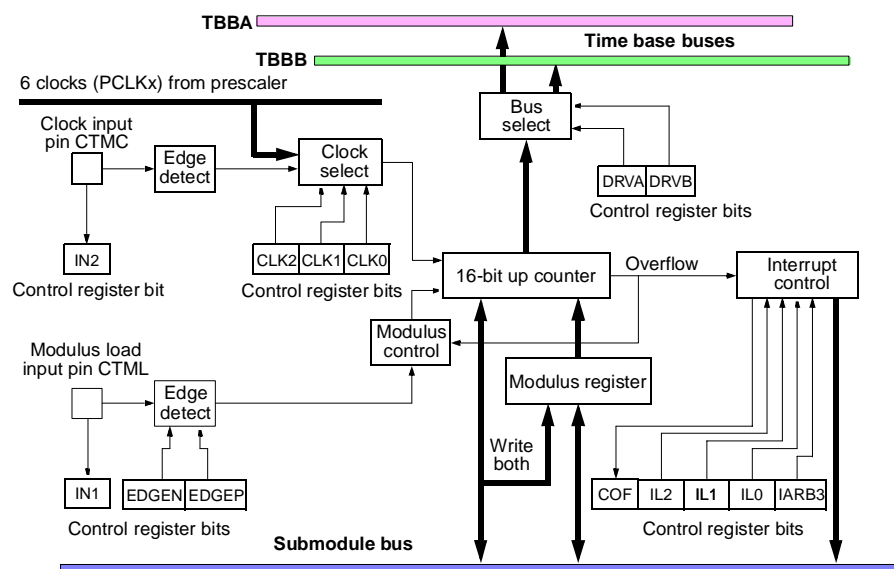 TBBA
TBBB
Time base buses
6 clocks (PCLKx) from prescaler
Bus
select
Clock input
pin CTMC
Edge
detect
Clock
select
DRVA DRVB
Control register bits
IN2
CLK2 CLK1 CLK0
Control register bit
Control register bits
16-bit up counter
Overflow
Interrupt
control
Modulus
control
Modulus load
input pin CTML
Edge
detect
Modulus register
Write
both
IN1
EDGEN EDGEP
COF IL2 IL1 IL0 IARB3
Control register bits
Control register bits
Submodule bus